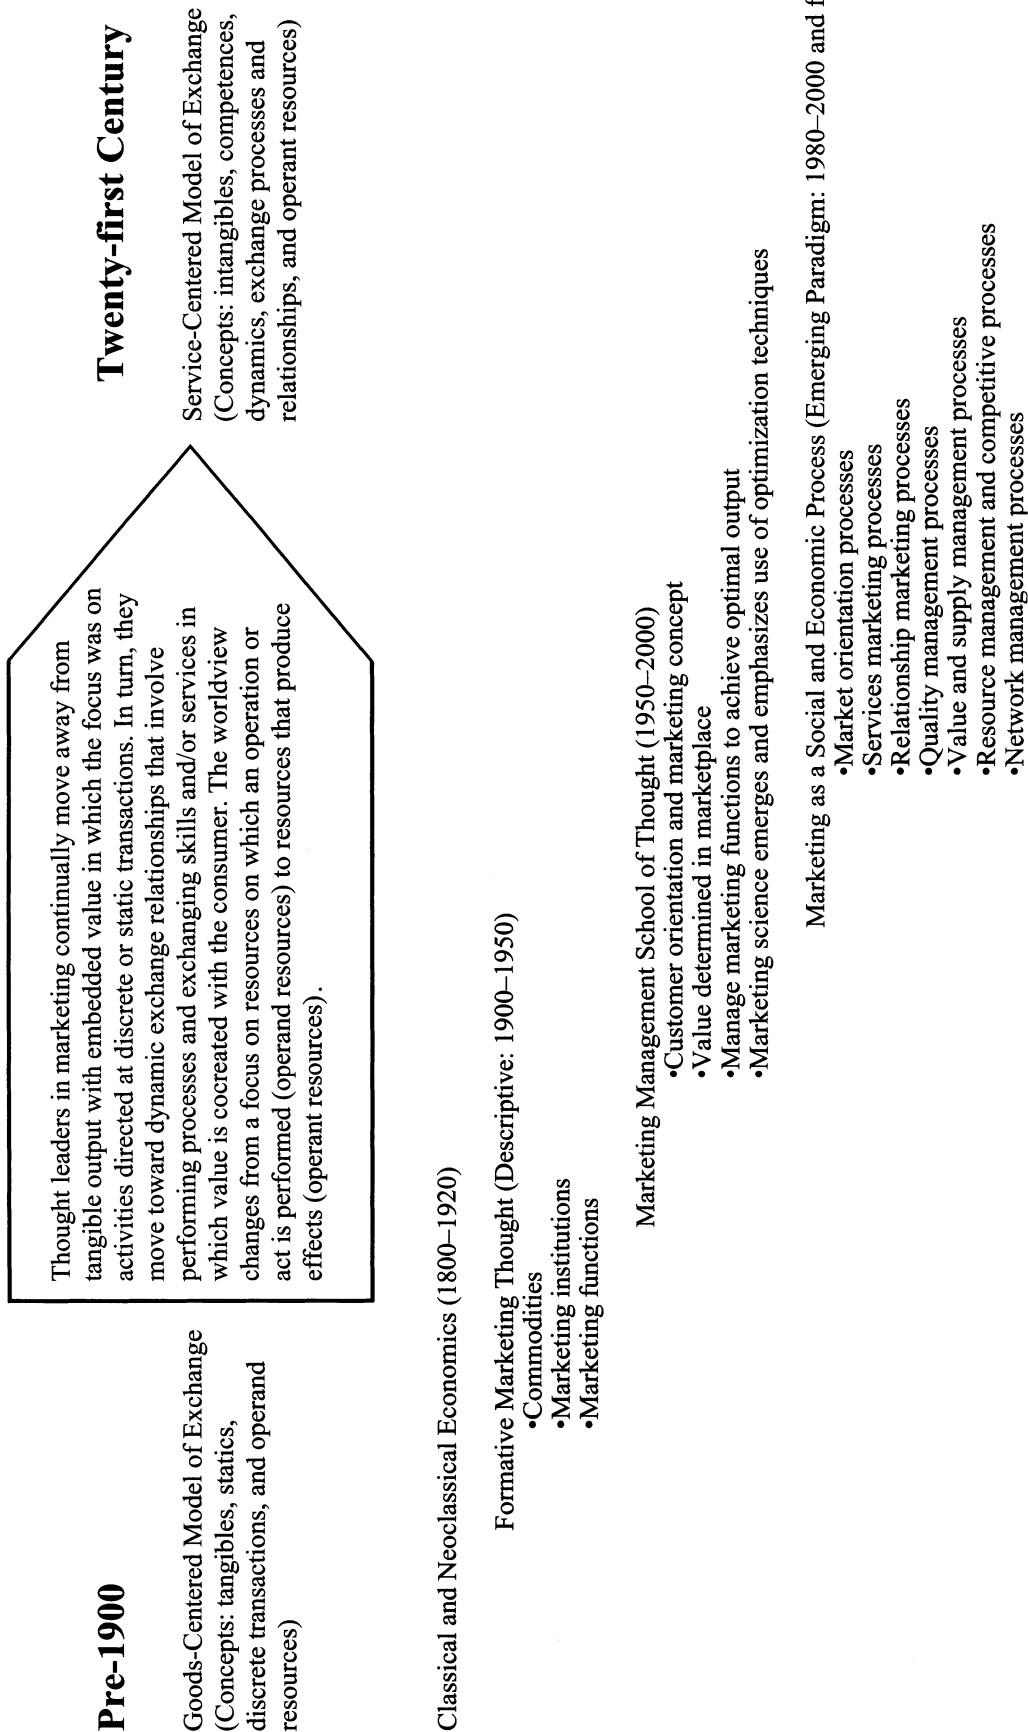 Pre-1900
Goods-Centered Model of Exchange
(Concepts: tangibles, statics,
discrete transactions, and operand
resources)
Thought leaders in marketing continually move away from
tangible output with embedded value in which the focus was on
activities directed at discrete or static transactions. In turn, they
move toward dynamic exchange relationships that involve
performing processes and exchanging skills and/or services in
which value is cocreated with the consumer. The worldview
changes from a focus on resources on which an operation or
act is performed (operand resources) to resources that produce
effects (operant resources).
Twenty-first Century
Service-Centered Model of Exchange
(Concepts: intangibles, competences,
dynamics, exchange processes and
relationships, and operant resources)
Classical and Neoclassical Economics (1800–1920)
Formative Marketing Thought (Descriptive: 1900–1950)
•Commodities
•Marketing institutions
•Marketing functions
Marketing Management School of Thought (1950–2000)
•Customer orientation and marketing concept
•Value determined in marketplace
•Manage marketing functions to achieve optimal output
•Marketing science emerges and emphasizes use of optimization techniques
Marketing as a Social and Economic Process (Emerging Paradigm: 1980–2000 and
•Market orientation processes
•Services marketing processes
•Relationship marketing processes
•Quality management processes
•Value and supply management processes
•Resource management and competitive processes
•Network management processes